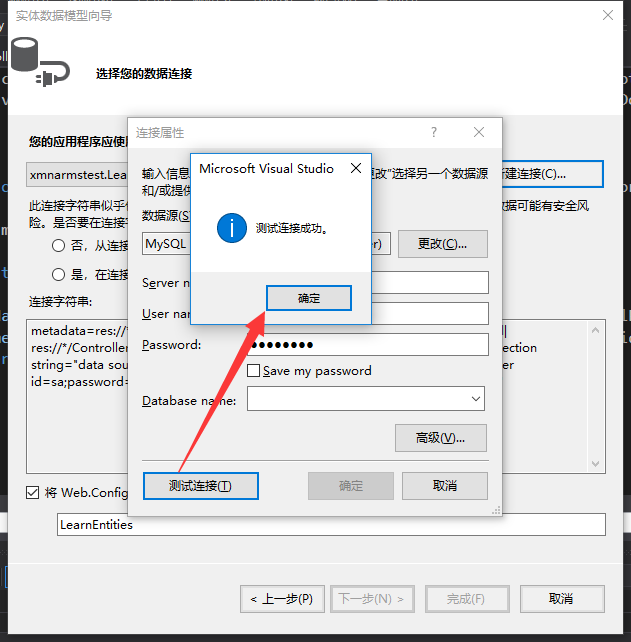 实体数据模型向导
选择您的数据连接
您的应用程序应使用
xmnarmstest.Lea
建连接(C)...
此连接字符串似乎
数据可能有安全风
险。是否要在连接字
否，从连接
是，在连接
连接字符串:
metadata=res://*
res://*/Controller
ection
string="data sou
er
id=sa;password=
将 Web.Config
LearnEntities
< 上一步(P)
下一步(N) >
完成(F)
取消
连接属性
?
输入信息
更改"选择另一个数据源
和/或提供
数据源(S
MySQL
er)
更改(C)...
Server n
User nam
Password:
●●●●●●●●
Save my password
Database name:
高级(V)...
测试连接(T)
确定
取消
Microsoft Visual Studio
测试连接成功。
确定